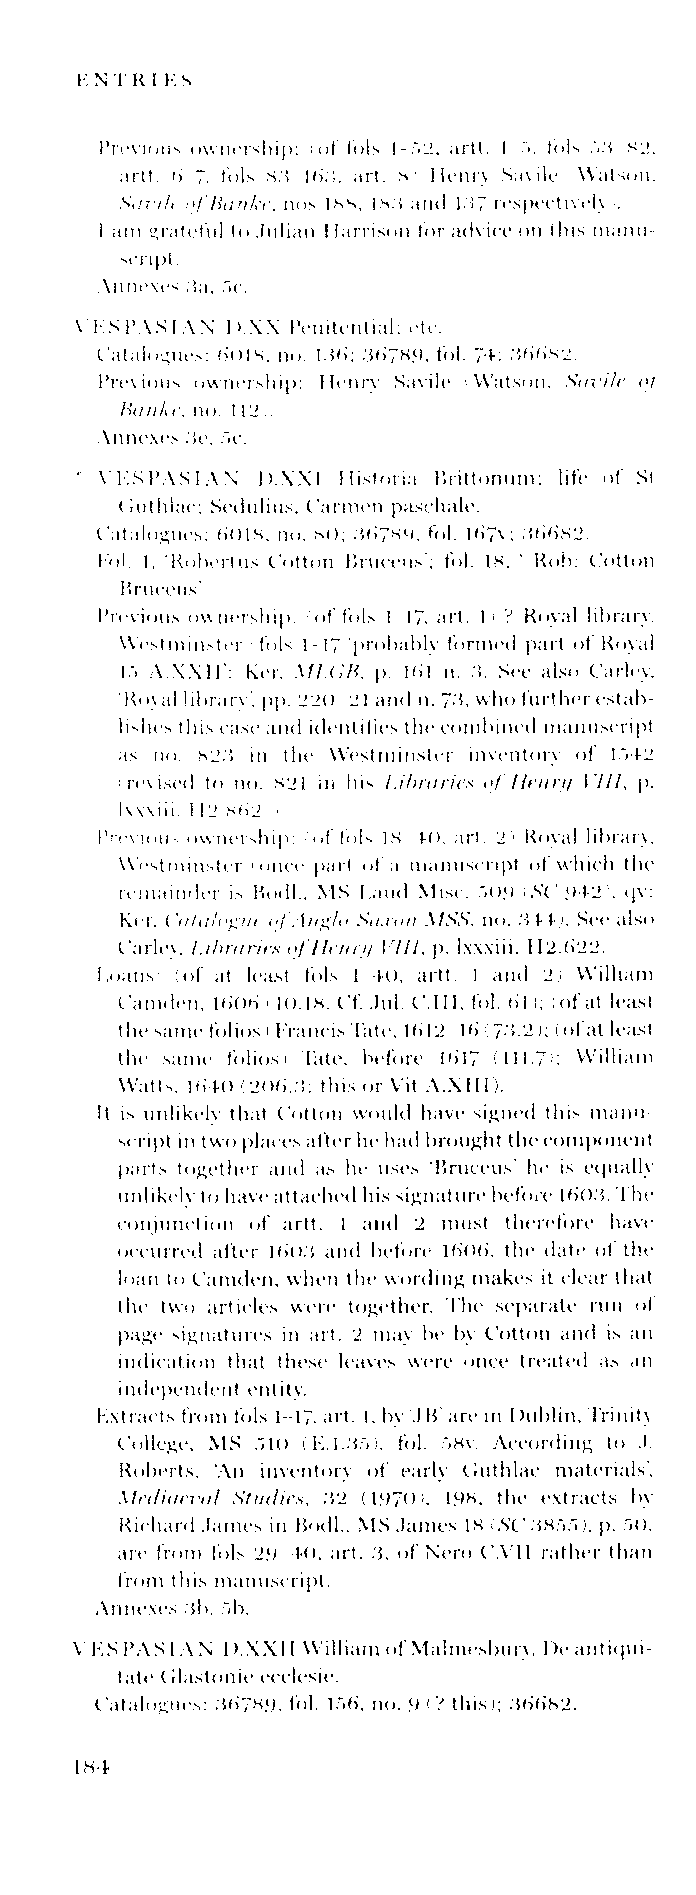 ENTRIES
Previous ownership: (of fols 1-52, artt. 1-5, fols 53-82,
artt. 6-7, fols 83-163, art. 8) Henry Savile (Watson,
Savile of Banke, nos 188, 183 and 137 respectively).
I am grateful to Julian Harrison for advice on this manu-
script.
Annexes 3a, 5c.
VESPASIAN D.XX Penitential; etc.
Catalogues: 6018, no. 136; 36789, fol. 74; 36682.
Previous ownership: Henry Savile (Watson, Savile of
Banke, no. 112).
Annexes 3e, 5c.
* VESPASIAN D.XXI Historia Brittonum; life of St
Guthlac; Sedulius, Carmen paschale.
Catalogues: 6018, no. 80; 36789, fol. 167v; 36682.
Fol. 1, 'Robertus Cotton Bruceus'; fol. 18, ' Rob: Cotton
Bruceus'
Previous ownership: (of fols 1-17, art. 1) ? Royal library,
Westminster (fols 1-17 'probably formed part of Royal
15 A.XXII': Ker, MLGB, p. 161 n. 3. See also Carley,
'Royal library', pp. 220-21 and n. 73, who further estab-
lishes this case and identifies the combined manuscript
as no. 823 in the Westminster inventory of 1542
(revised to no. 821 in his Libraries of Henry VIII, p.
lxxxiii, H2.862).
Previous ownership: (of fols 18-40, art. 2) Royal library,
Westminster (once part of a manuscript of which the
remainder is Bodl., MS Laud Misc. 509 (SC 942), qv:
Ker, Catalogue of Anglo-Saxon MSS, no. 344). See also
Carley, Libraries of Henry VIII, p. lxxxiii, H2.622.
Loans: (of at least fols 1-40, artt. 1 and 2) William
Camden, 1606 (40.18. Cf. Jul. C.III, fol. 61); (of at least
the same folios) Francis Tate, 1612-16 (73.2); (of at least
the same folios) Tate, before 1617 (111.7); William
Watts, 1640 (206.3: this or Vit A.XIII).
It is unlikely that Cotton would have signed this manu-
script in two places after he had brought the component
parts together and as he uses 'Bruceus' he is equally
unlikely to have attached his signature before 1603. The
conjunction of artt. 1 and 2 must therefore have
occurred after 1603 and before 1606, the date of the
loan to Camden, when the wording makes it clear that
the two articles were together. The separate run of
page signatures in art. 2 may be by Cotton and is an
indication that these leaves were once treated as an
independent entity.
Extracts from fols 1-17, art. 1, by 'JB' are in Dublin, Trinity
College, MS 510 (E.1.35), fol. 58v. According to J.
Roberts, 'An inventory of early Guthlac materials',
Mediaeval Studies, 32 (1970), 198, the extracts by
Richard James in Bodl., MS James 18 (SC 3855), p. 50,
are from fols 29-40, art. 3, of Nero C.VII rather than
from this manuscript.
Annexes 3b, 5b.
VESPASIAN D.XXII William of Malmesbury, De antiqui-
tate Glastonie ecclesie.
Catalogues: 36789, fol. 156, no. 9 (? this); 36682.
184